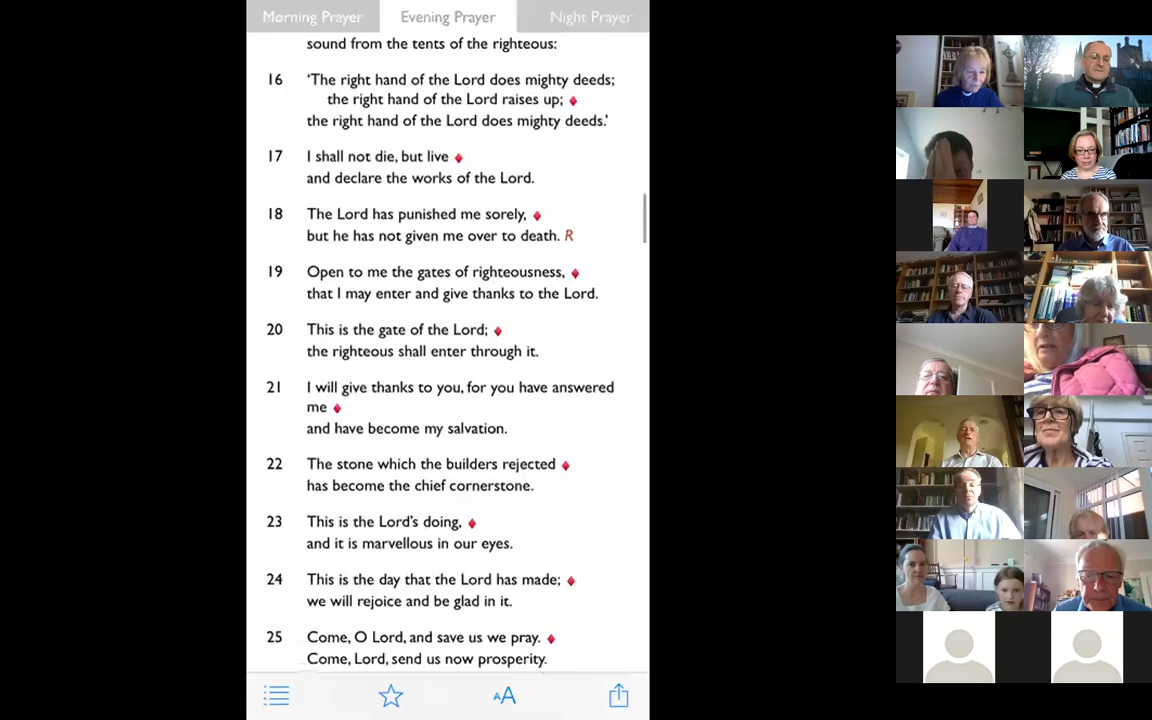 Morning Prayer Evening Prayer Night Prayer
sound from the tents of the righteous:
16 ‘The right hand of the Lord does mighty deeds;
the right hand of the Lord raises up; ♦
the right hand of the Lord does mighty deeds.’
17 I shall not die, but live ♦
and declare the works of the Lord.
18 The Lord has punished me sorely, ♦
but he has not given me over to death. R
19 Open to me the gates of righteousness, ♦
that I may enter and give thanks to the Lord.
20 This is the gate of the Lord; ♦
the righteous shall enter through it.
21 I will give thanks to you, for you have answered
me ♦
and have become my salvation.
22 The stone which the builders rejected ♦
has become the chief cornerstone.
23 This is the Lord’s doing, ♦
and it is marvellous in our eyes.
24 This is the day that the Lord has made; ♦
we will rejoice and be glad in it.
25 Come, O Lord, and save us we pray. ♦
Come, Lord, send us now prosperity.
AA